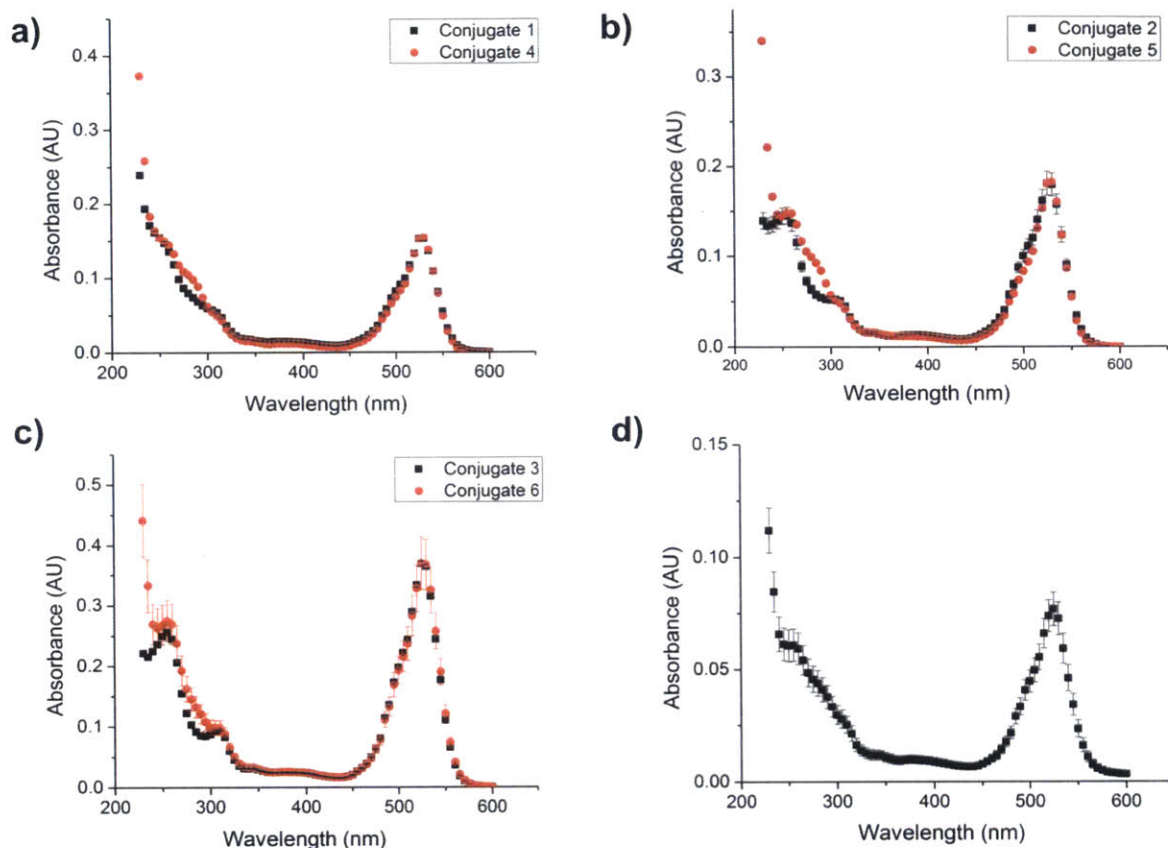 a)
Conjugate 1
Conjugate 4
0.4
0.3
0.2
0.1
0.0
Absorbance (AU)
200 300 400 500 600
Wavelength (nm)
b)
Conjugate 2
Conjugate 5
0.3
0.2
0.1
0.0
Absorbance (AU)
200 300 400 500 600
Wavelength (nm)
c)
Conjugate 3
Conjugate 6
0.5
0.4
0.3
0.2
0.1
0.0
Absorbance (AU)
200 300 400 500 600
Wavelength (nm)
d)
0.15
0.10
0.05
0.00
Absorbance (AU)
200 300 400 500 600
Wavelength (nm)